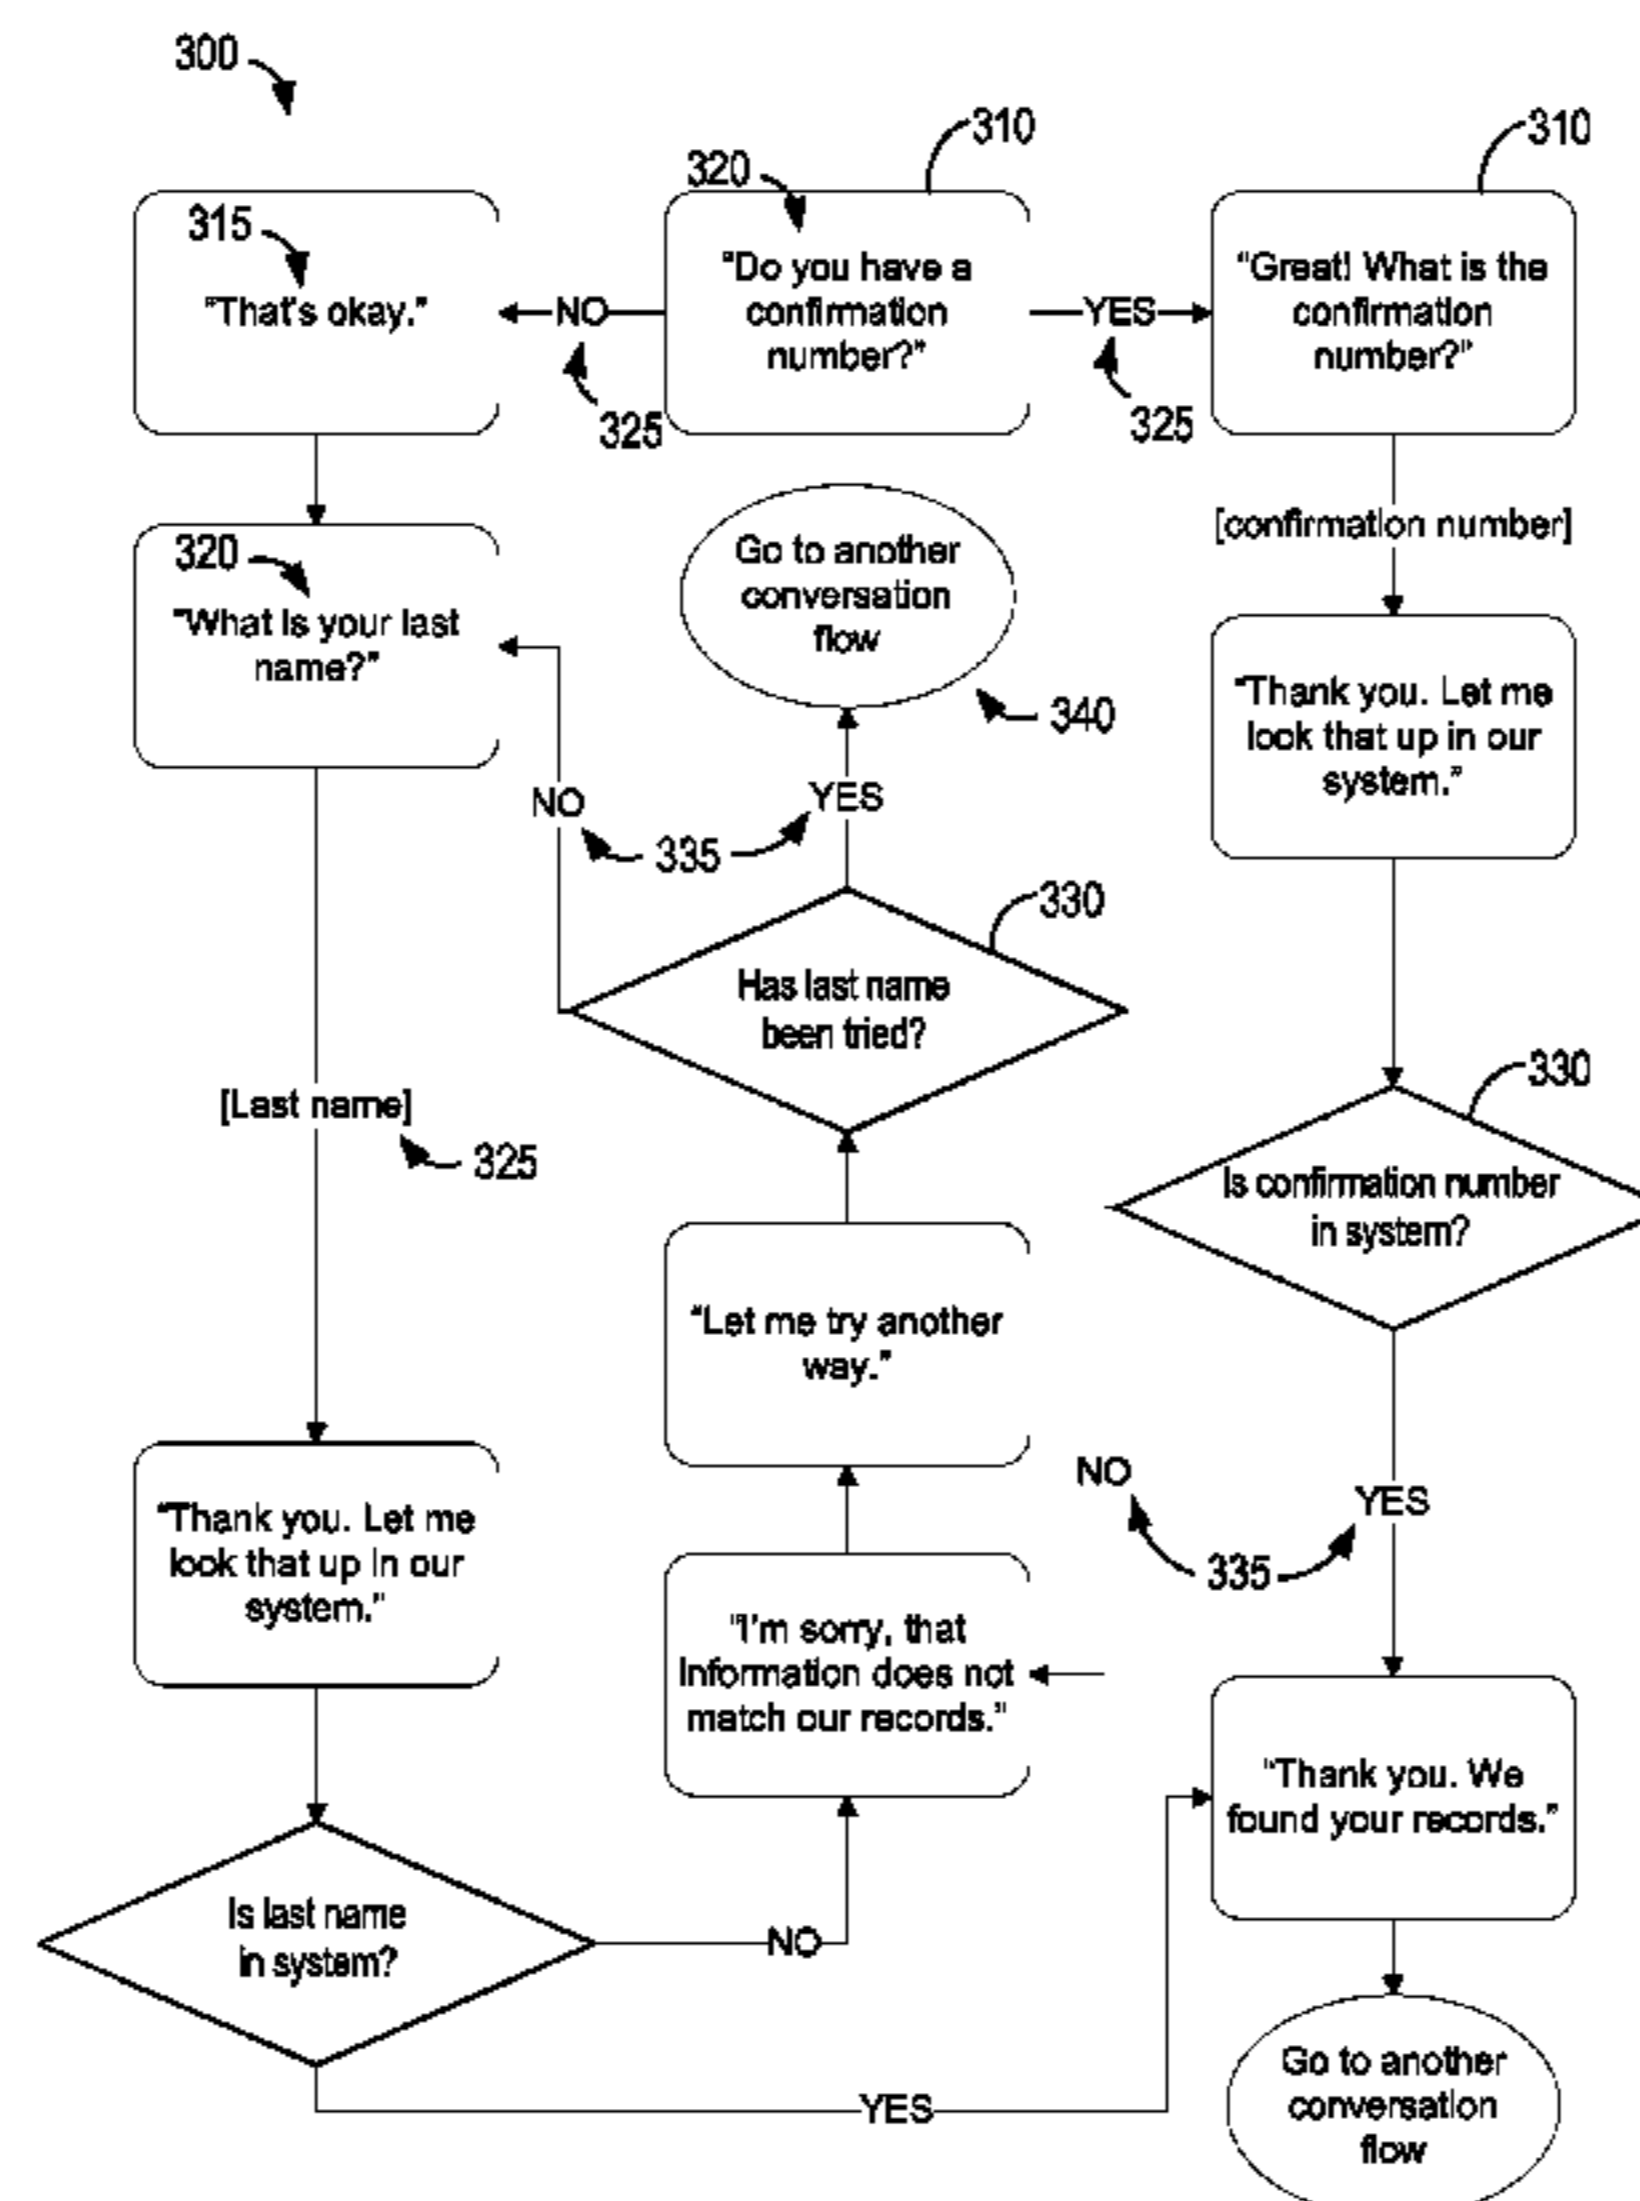 300
310
310
320
315
"Do you have a
confirmation
number?"
"Great! What is the
confirmation
number?"
"That's okay."
NO
YES
325
325
320
"What is your last
name?"
Go to another
conversation
flow
[confirmation number]
340
"Thank you. Let me
look that up in our
system."
NO
YES
335
330
Has last name
been tried?
[Last name]
325
330
Is confirmation number
in system?
"Let me try another
way."
NO
YES
335
"Thank you. Let me
look that up in our
system."
"I'm sorry, that
information does not
match our records."
"Thank you. We
found your records."
Is last name
in system?
NO
YES
Go to another
conversation
flow